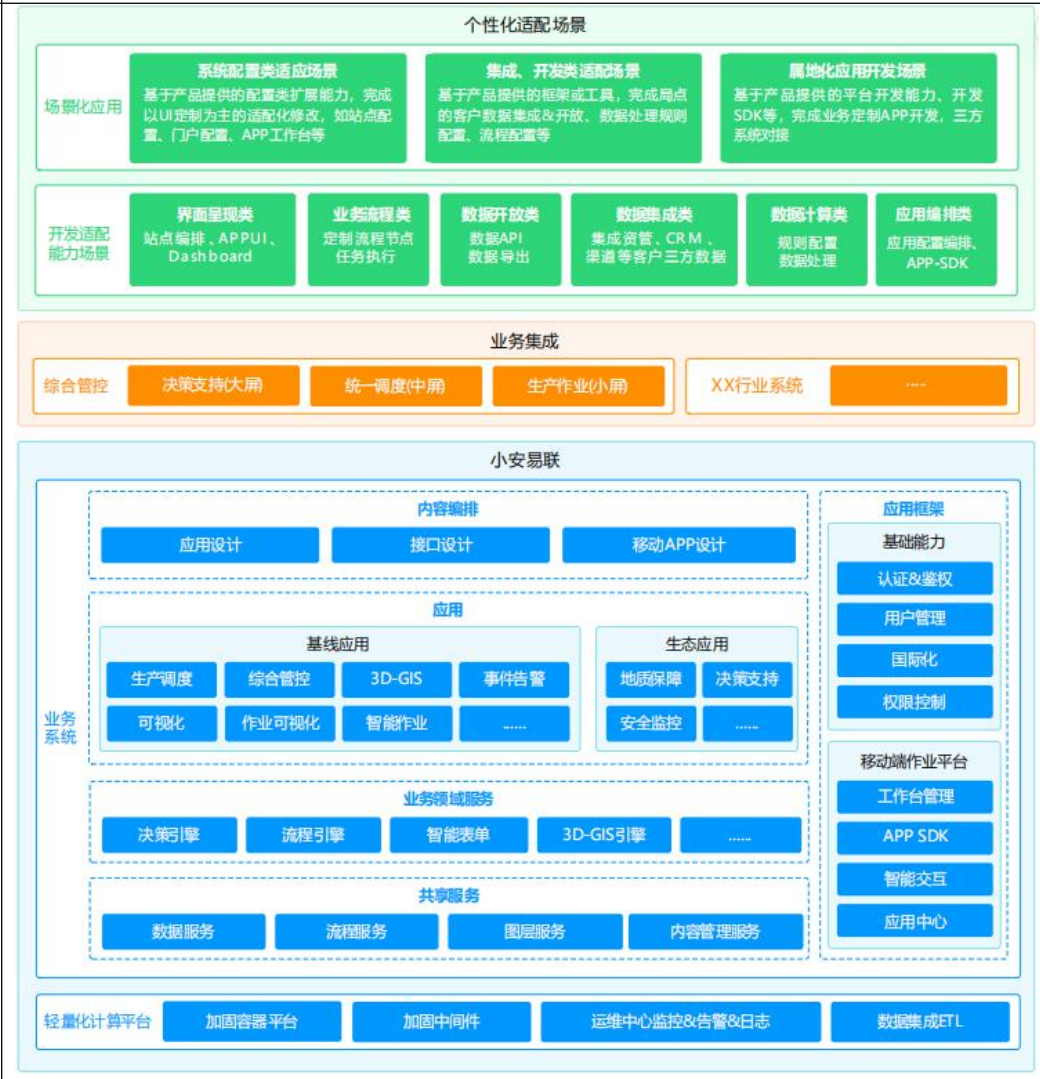 个性化适配场景
场景化应用
系统配置类适应场景
基于产品提供的配置类扩展能力，完成
以UI定制为主的适配化修改，如站点配
置、门户配置、APP工作台等
集成、开发类适配场景
基于产品提供的框架或工具，完成局点
的客户数据集成&开放、数据处理规则
配置、流程配置等
属地化应用开发场景
基于产品提供的平台开发能力、开发
SDK等，完成业务定制APP开发，三方
系统对接
开发适配
能力场景
界面呈现类
站点编排、APPUI、
Dashboard
业务流程类
定制流程节点
任务执行
数据开放类
数据API
数据导出
数据集成类
集成资管、CRM、
渠道等客户三方数据
数据计算类
规则配置
数据处理
应用编排类
应用配置编排、
APP-SDK
业务集成
综合管控
决策支持(大屏)
统一调度(中屏)
生产作业(小屏)
XX行业系统
......
小安易联
业务
系统
内容编排
应用设计
接口设计
移动APP设计
应用
基线应用
生产调度
综合管控
3D-GIS
事件告警
可视化
作业可视化
智能作业
......
生态应用
地质保障
决策支持
安全监控
......
业务领域服务
决策引擎
流程引擎
智能表单
3D-GIS引擎
......
共享服务
数据服务
流程服务
图层服务
内容管理服务
应用框架
基础能力
认证&鉴权
用户管理
国际化
权限控制
移动端作业平台
工作台管理
APP SDK
智能交互
应用中心
轻量化计算平台
加固容器平台
加固中间件
运维中心监控&告警&日志
数据集成ETL